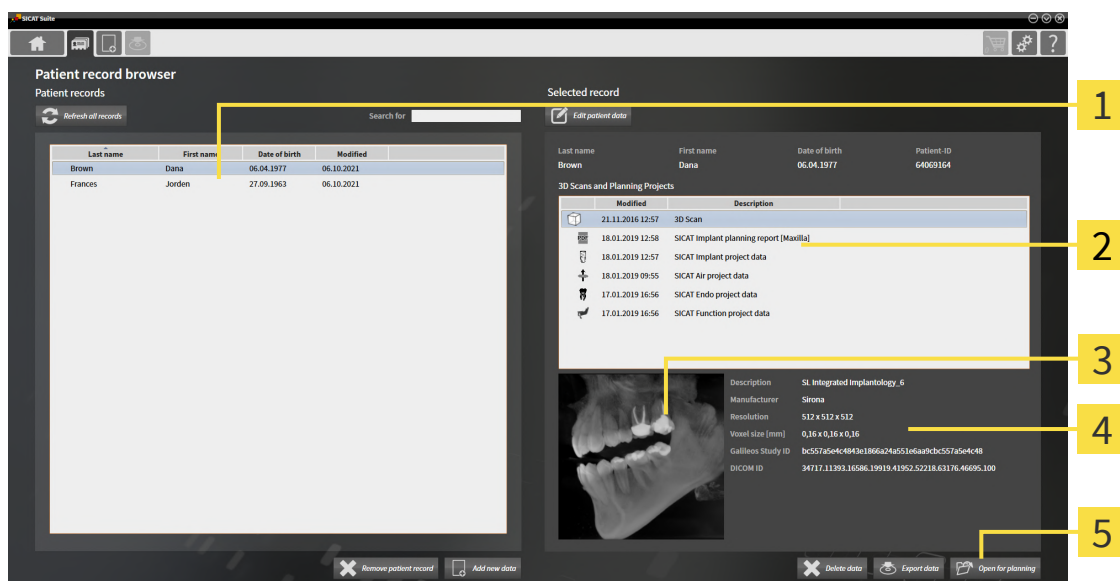 SICAT Suite
?
Patient record browser
Patient records
Refresh all records
Search for
Last name First name Date of birth Modified
Brown Dana 06.04.1977 06.10.2021
Frances Jorden 27.09.1963 06.10.2021
Remove patient record
Add new data
Selected record
Edit patient data
Last name First name Date of birth Patient-ID
Brown Dana 06.04.1977 64069164
3D Scans and Planning Projects
Modified Description
21.11.2016 12:57 3D Scan
PDF 18.01.2019 12:58 SICAT Implant planning report [Maxilla]
18.01.2019 12:57 SICAT Implant project data
18.01.2019 09:55 SICAT Air project data
17.01.2019 16:56 SICAT Endo project data
17.01.2019 16:56 SICAT Function project data
Description SL Integrated Implantology_6
Manufacturer Sirona
Resolution 512 x 512 x 512
Voxel size [mm] 0,16 x 0,16 x 0,16
Galileos Study ID bc557a5e4c4843e1866a24a551e6aa9cbc557a5e4c48
DICOM ID 34717.11393.16586.19919.41952.52218.63176.46695.100
Delete data
Export data
Open for planning
1
2
3
4
5